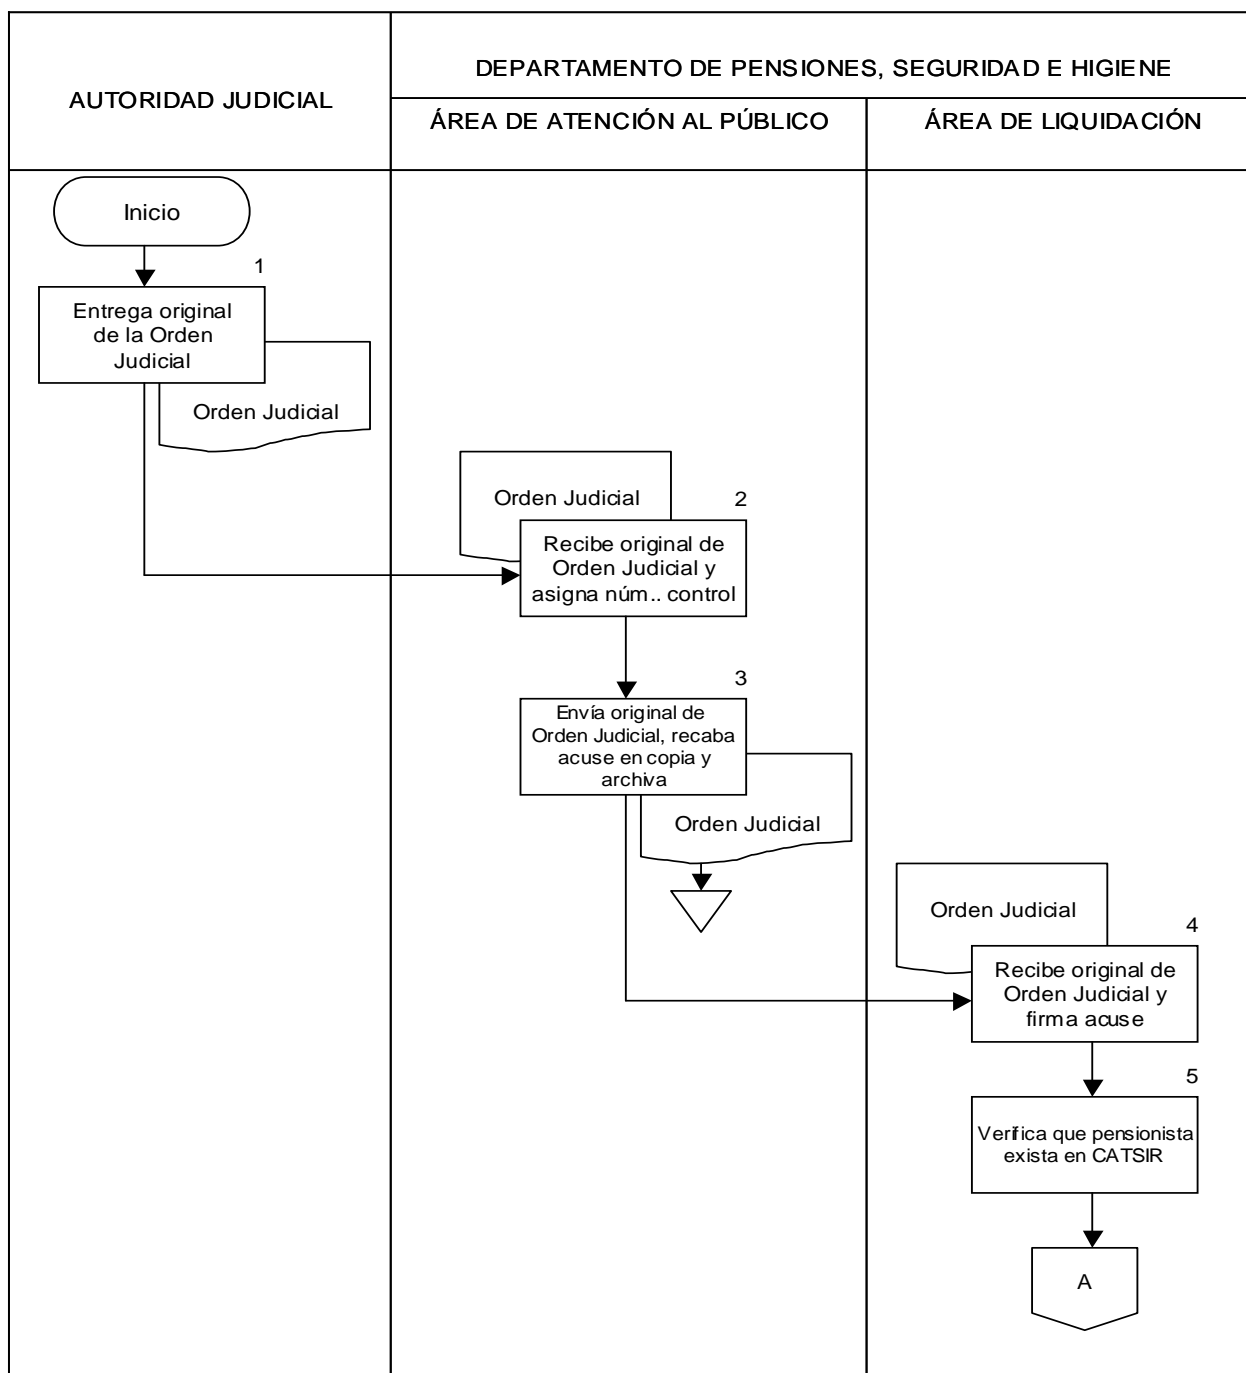 DEPARTAMENTO DE PENSIONES, SEGURIDAD E HIGIENE
AUTORIDAD JUDICIAL
ÁREA DE ATENCIÓN AL PÚBLICO
ÁREA DE LIQUIDACIÓN
Inicio
1
Entrega original
de la Orden
Judicial
Orden Judicial
Orden Judicial
2
Recibe original de
Orden Judicial y
asigna núm.. control
3
Envía original de
Orden Judicial, recaba
acuse en copia y
archiva
Orden Judicial
Orden Judicial
4
Recibe original de
Orden Judicial y
firma acuse
5
Verifica que pensionista
exista en CATSIR
A